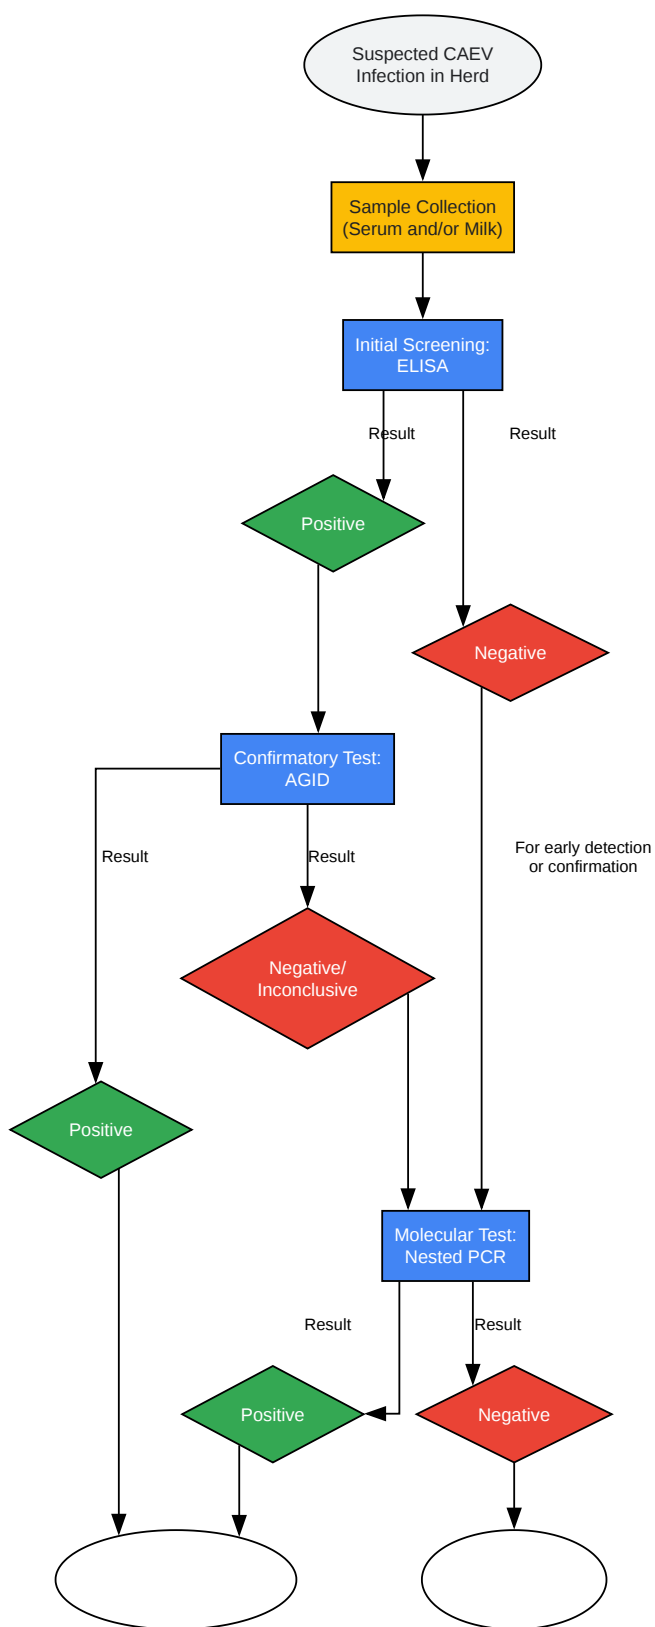 Suspected CAEV
Infection in Herd
Sample Collection
(Serum and/or Milk)
Initial Screening:
ELISA
Result
Result
Positive
Negative
Confirmatory Test:
AGID
Result
Result
For early detection
or confirmation
Negative/
Inconclusive
Positive
Molecular Test:
Nested PCR
Result
Result
Positive
Negative